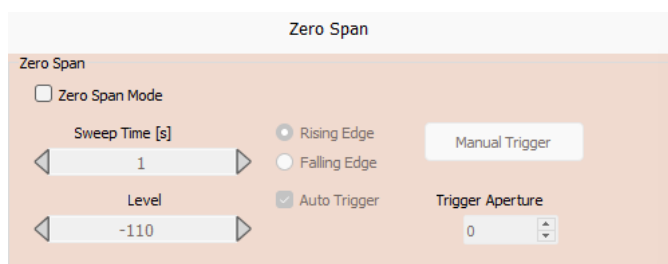 Zero Span
Zero Span
Zero Span Mode
Sweep Time [s]
1
Rising Edge
Falling Edge
Manual Trigger
Level
-110
Auto Trigger
Trigger Aperture
0